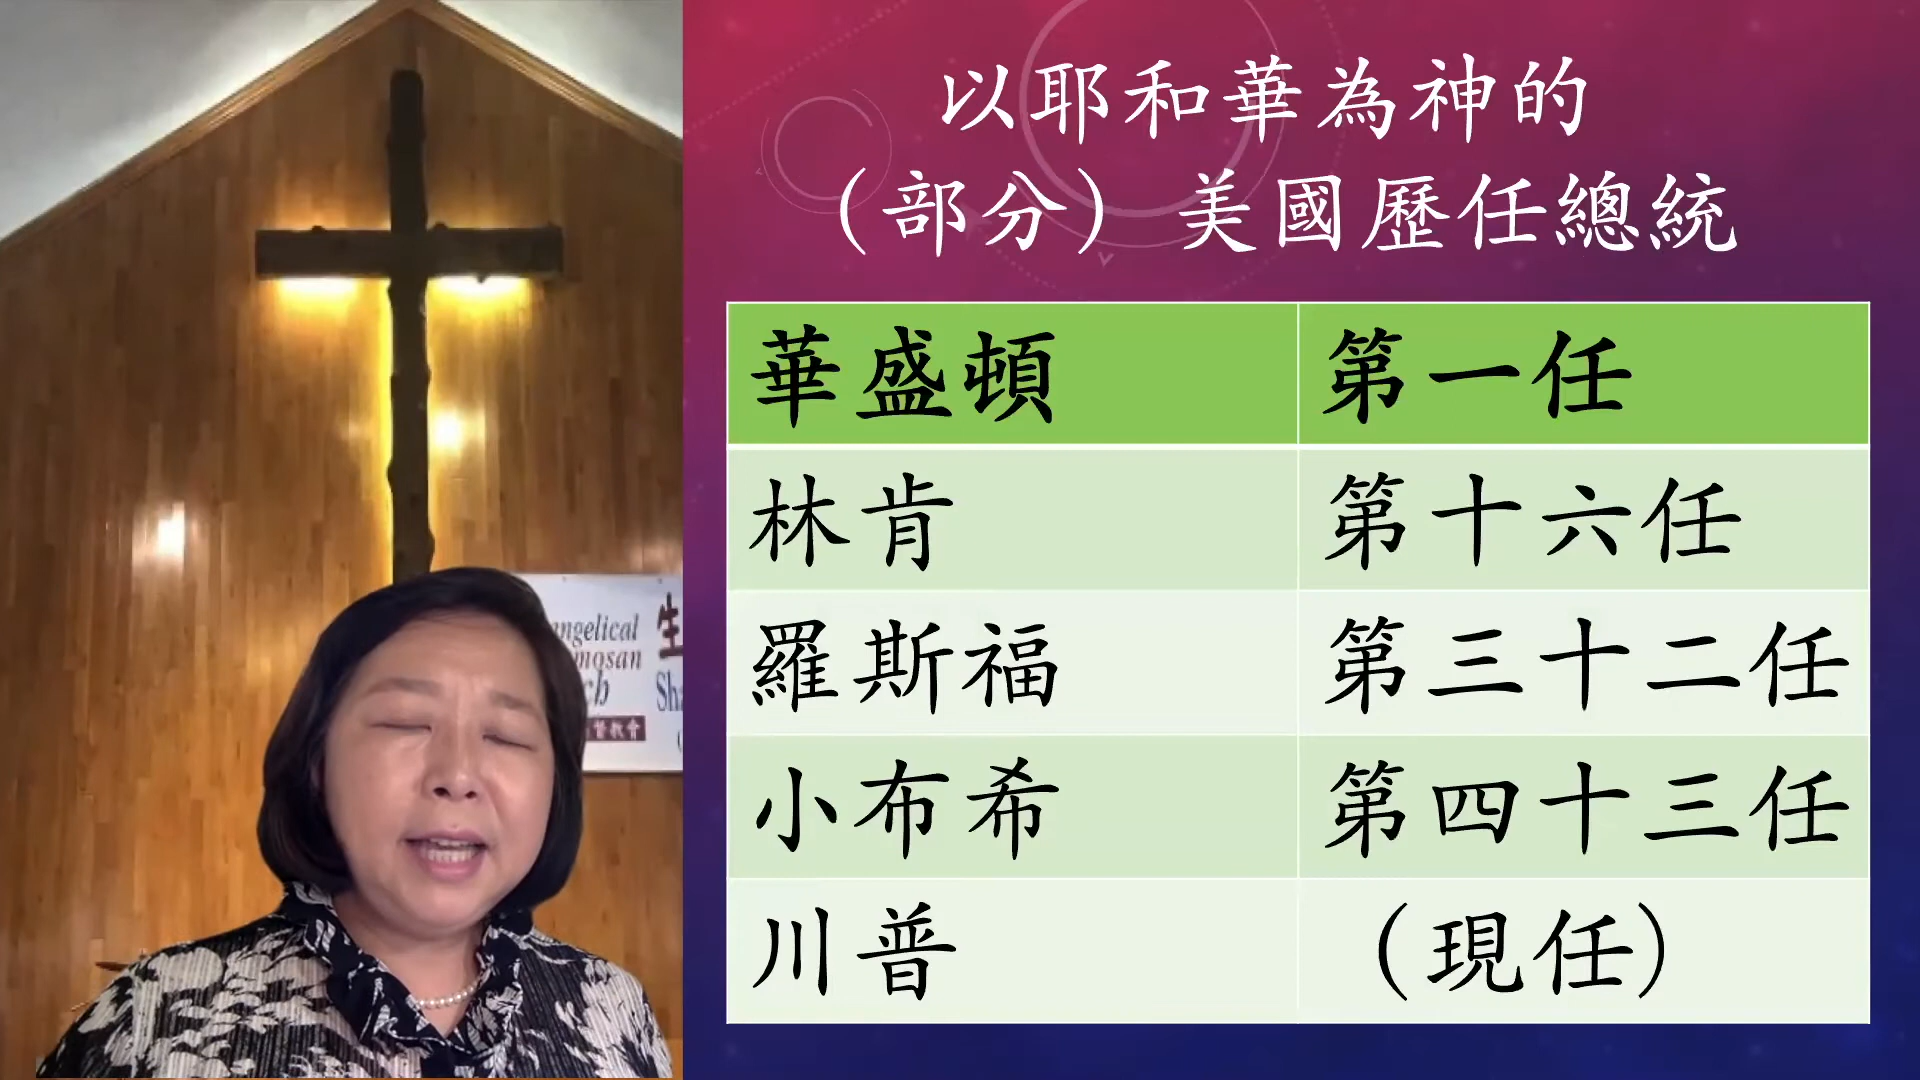 以耶和華為神的
（部分）美國歷任總統
華盛頓 第一任
林肯 第十六任
羅斯福 第三十二任
小布希 第四十三任
川普 （現任）
生